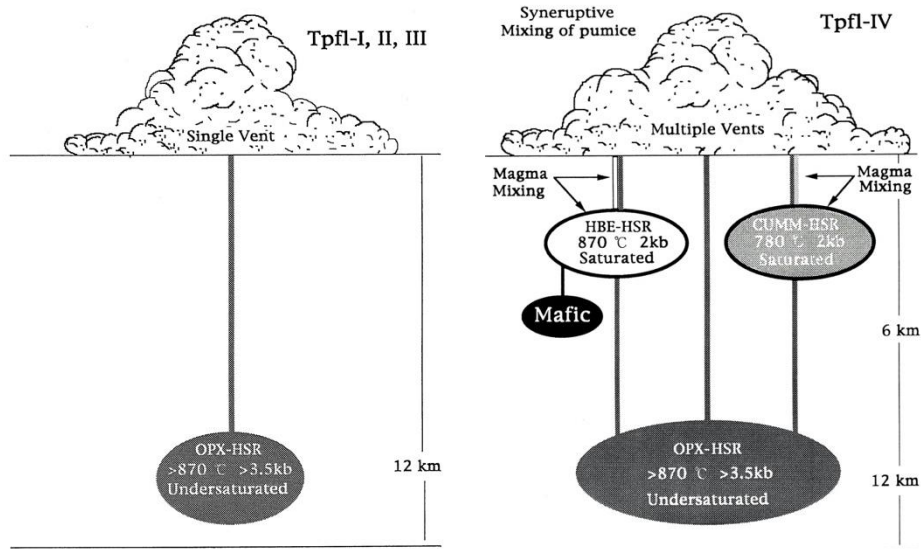 Tpfl-I, II, III
Single Vent
OPX-HSR
>870 ℃ >3.5kb
Undersaturated
12 km
Syneruptive
Mixing of pumice
Tpfl-IV
Multiple Vents
Magma
Mixing
Magma
Mixing
HBE-HSR
870 ℃ 2kb
Saturated
CUMM-HSR
780 ℃ 2kb
Saturated
Mafic
6 km
OPX-HSR
>870 ℃ >3.5kb
Undersaturated
12 km